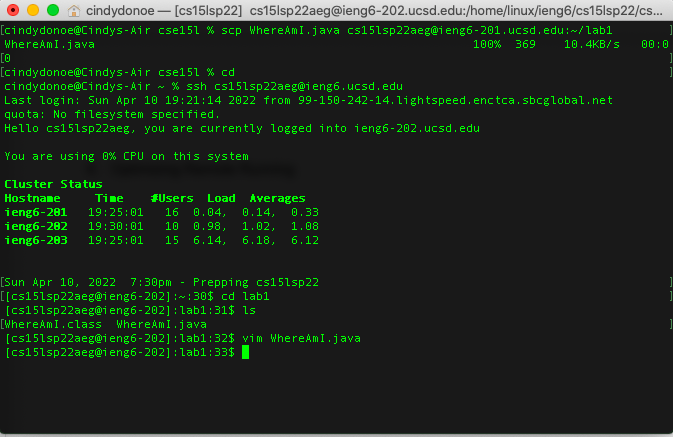 cindydonoe — [cs15lsp22] cs15lsp22aeg@ieng6-202.ucsd.edu:/home/linux/ieng6/cs15lsp22/cs...
[cindydonoe@Cindys-Air cse15l % scp WhereAmI.java cs15lsp22aeg@ieng6-201.ucsd.edu:~/lab1 ]
WhereAmI.java 100% 369 10.4KB/s 00:0
[0 ]
[cindydonoe@Cindys-Air cse15l % cd ]
[cindydonoe@Cindys-Air ~ % ssh cs15lsp22aeg@ieng6.ucsd.edu ]
Last login: Sun Apr 10 19:21:14 2022 from 99-150-242-14.lightspeed.enctca.sbcglobal.net
quota: No filesystem specified.
Hello cs15lsp22aeg, you are currently logged into ieng6-202.ucsd.edu
You are using 0% CPU on this system
Cluster Status
Hostname Time #Users Load Averages
ieng6-201 19:25:01 16 0.04, 0.14, 0.33
ieng6-202 19:30:01 10 0.98, 1.02, 1.08
ieng6-203 19:25:01 15 6.14, 6.18, 6.12
[Sun Apr 10, 2022 7:30pm - Prepping cs15lsp22 ]
[[cs15lsp22aeg@ieng6-202]:~:30$ cd lab1 ]
[cs15lsp22aeg@ieng6-202]:lab1:31$ ls
[WhereAmI.class WhereAmI.java ]
[cs15lsp22aeg@ieng6-202]:lab1:32$ vim WhereAmI.java
[cs15lsp22aeg@ieng6-202]:lab1:33$